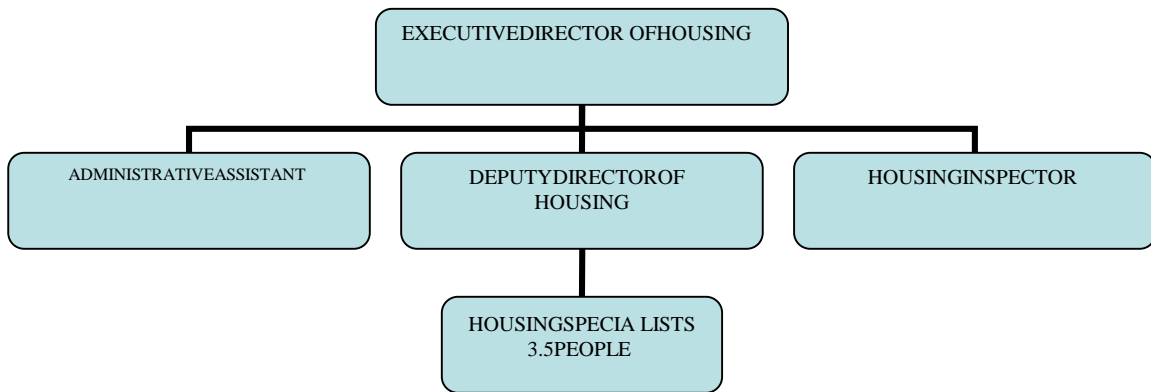 EXECUTIVEDIRECTOR OFHOUSING
ADMINISTRATIVEASSISTANT
DEPUTYDIRECTOROF
HOUSING
HOUSINGINSPECTOR
HOUSINGSPECIA LISTS
3.5PEOPLE